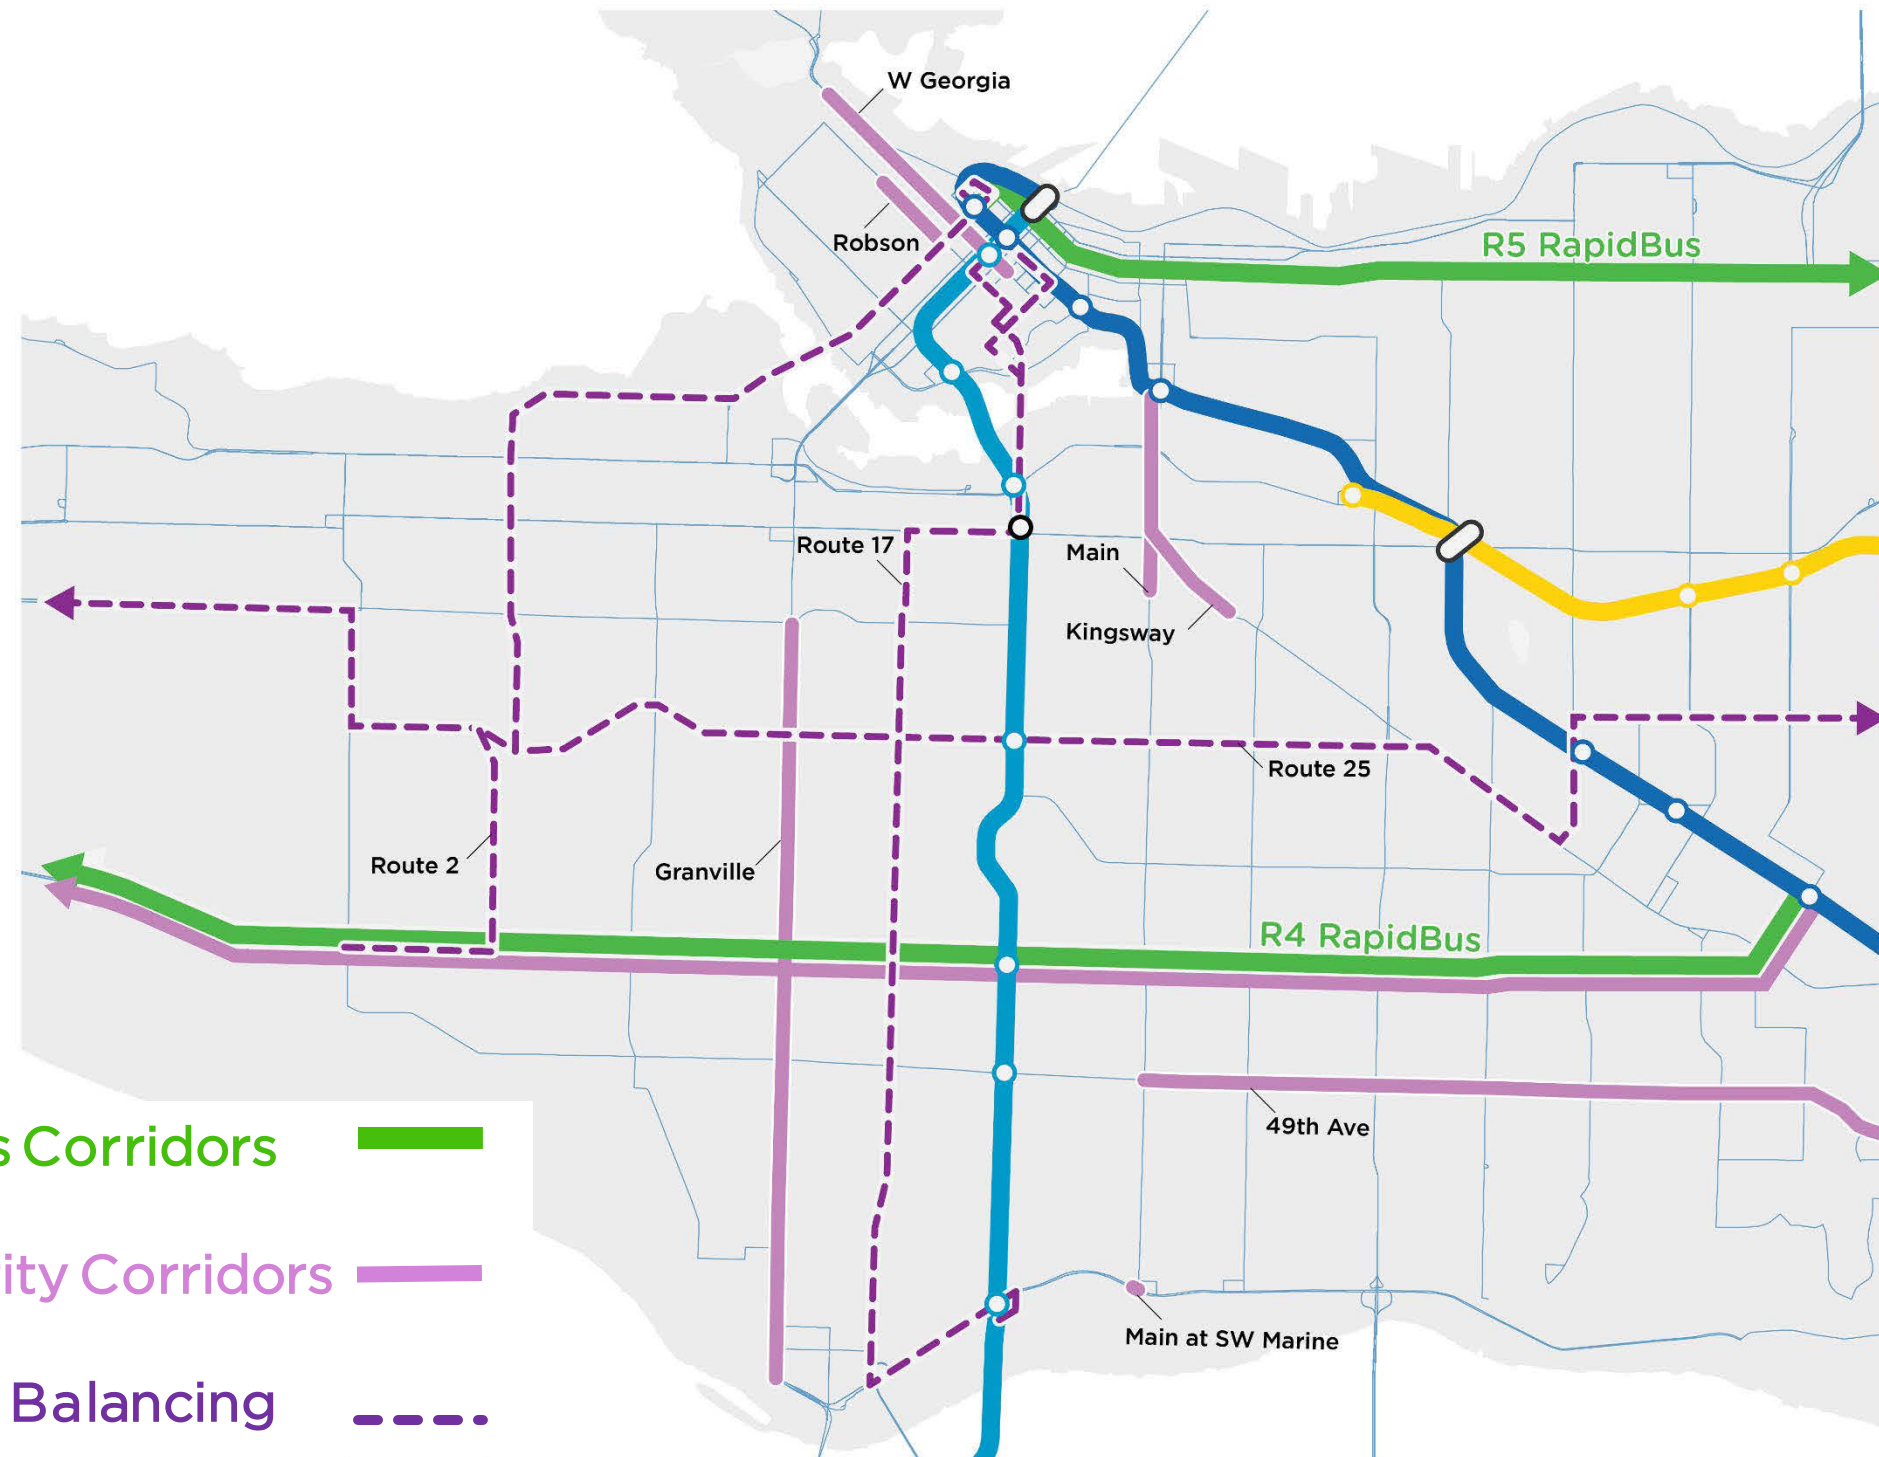 W Georgia
Robson
R5 RapidBus
Route 17
Main
Kingsway
Route 25
Route 2
Granville
R4 RapidBus
49th Ave
s Corridors
ity Corridors
Main at SW Marine
Balancing